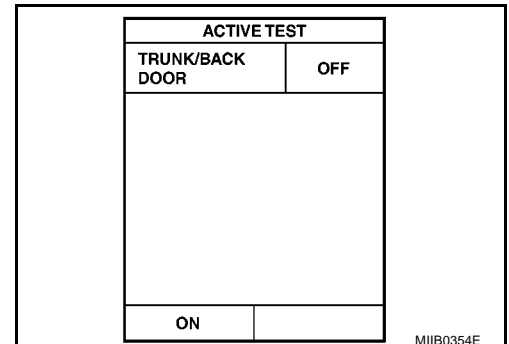 ACTIVE TEST
TRUNK/BACK
DOOR
OFF
ON
MIIB0354E